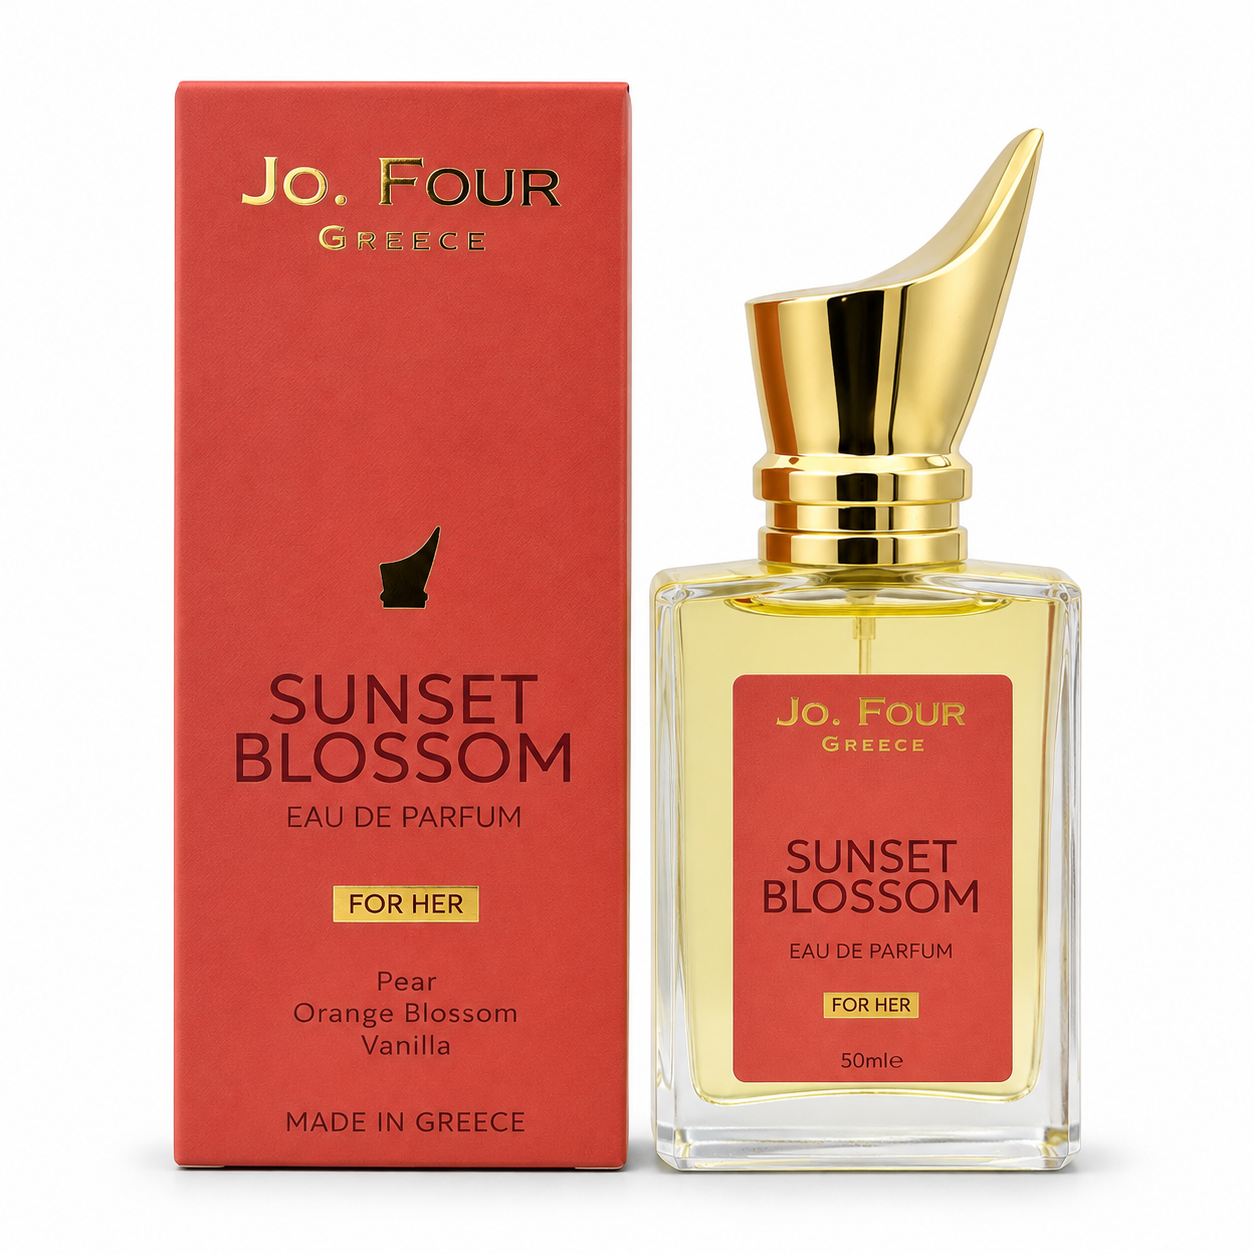 Jo. Four
Greece
SUNSET
BLOSSOM
EAU DE PARFUM
FOR HER
Pear
Orange Blossom
Vanilla
MADE IN GREECE
Jo. Four
Greece
SUNSET
BLOSSOM
EAU DE PARFUM
FOR HER
50ml℮